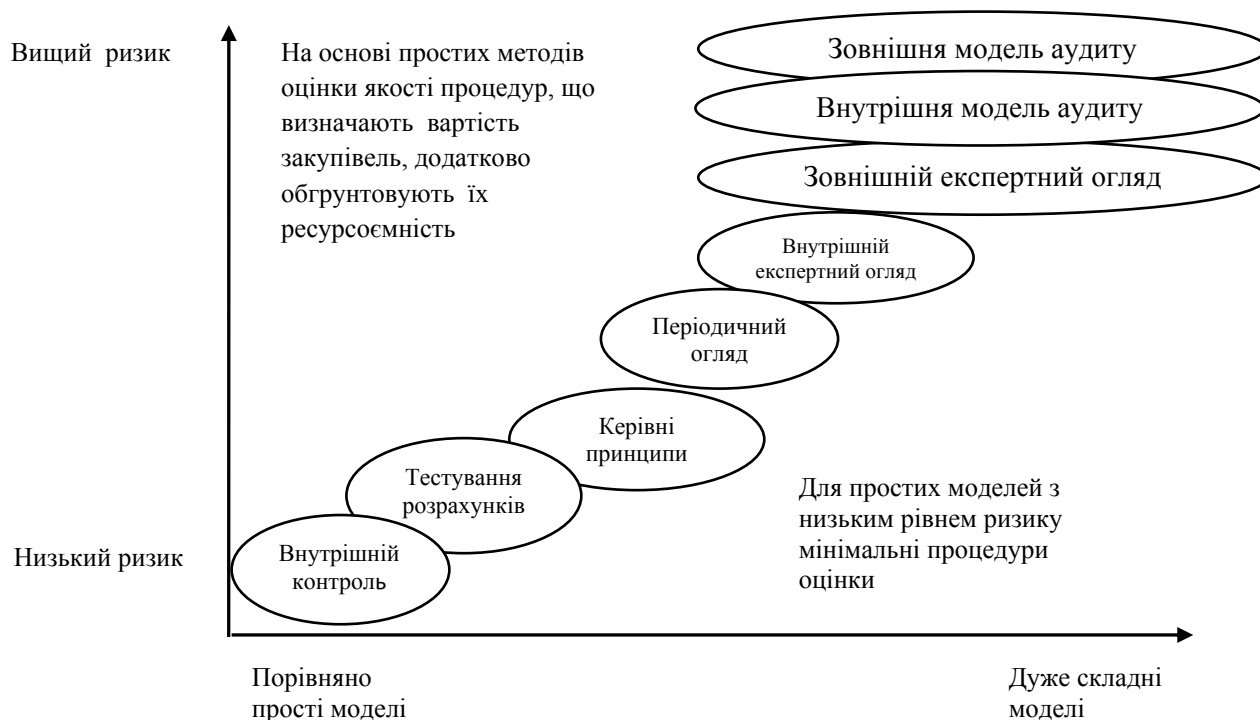 Вищий ризик
На основі простих методів
оцінки якості процедур, що
визначають вартість
закупівель, додатково
обгрунтовують їх
ресурсоємність
Зовнішня модель аудиту
Внутрішня модель аудиту
Зовнішній експертний огляд
Внутрішній
експертний огляд
Періодичний
огляд
Керівні
принципи
Тестування
розрахунків
Внутрішній
контроль
Низький ризик
Для простих моделей з
низьким рівнем ризику
мінімальні процедури
оцінки
Порівняно
прості моделі
Дуже складні
моделі